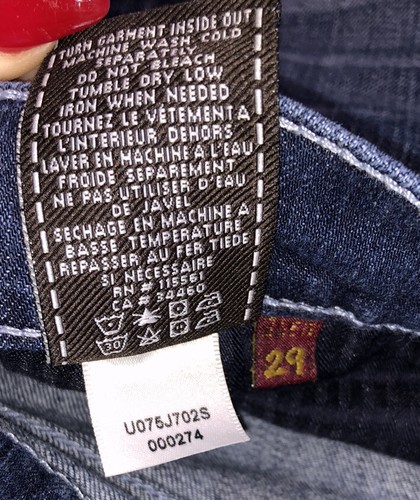 TURN GARMENT INSIDE OUT
MACHINE WASH COLD
SEPARATELY
DO NOT BLEACH
TUMBLE DRY LOW
IRON WHEN NEEDED
TOURNEZ LE VÊTEMENT A
L'INTERIEUR DEHORS
LAVER EN MACHINE A L'EAU
FROIDE SEPAREMENT
NE PAS UTILISER D'EAU
DE JAVEL
SECHAGE EN MACHINE A
BASSE TEMPERATURE
REPASSER AU FER TIEDE
SI NECESSAIRE
RN # 115561
CA # 34460
30
29
U075J702S
000274